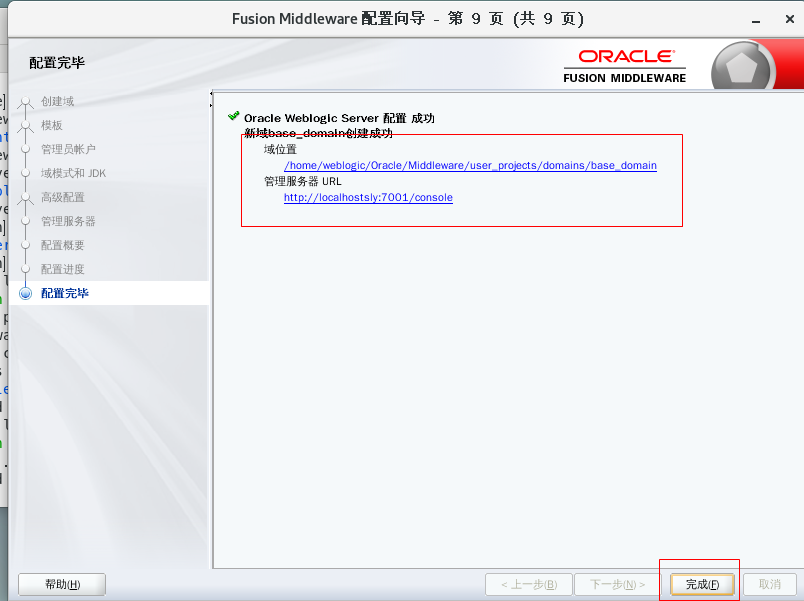 Fusion Middleware 配置向导 - 第 9 页 (共 9 页)
配置完毕
ORACLE
FUSION MIDDLEWARE
创建域
模板
管理员帐户
域模式和 JDK
高级配置
管理服务器
配置概要
配置进度
配置完毕
Oracle Weblogic Server 配置 成功
新域base_domain创建成功
域位置
/home/weblogic/Oracle/Middleware/user_projects/domains/base_domain
管理服务器 URL
http://localhostsly:7001/console
帮助(H)
< 上一步(B)
下一步(N) >
完成(F)
取消